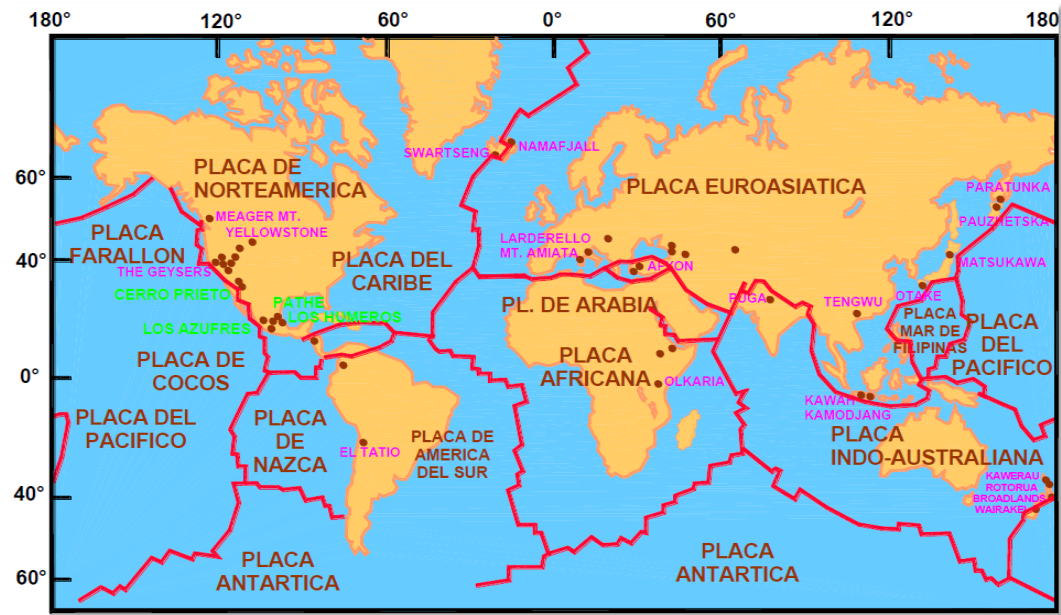 180°
120°
60°
0°
66°
120°
180°
60°
40°
0°
40°
60°
SWARTSENG
NAMAFJALL
PLACA DE
NORTEAMERICA
PLACA EUROASIATICA
PARATUNKA
PAUZHETSKA
MEAGER MT.
YELLOWSTONE
PLACA
FARALLON
THE GEYSERS
CERRO PRIETO
PLACA DEL
CARIBE
LARDERELLO
MT. AMIATA
AFYON
MATSUKAWA
PATHE
LOS HUMEROS
LOS AZUFRES
PL. DE ARABIA
PUGA
TENGWU
OTAKE
PLACA
MAR DE
FILIPINAS
PLACA
DEL
PACIFICO
PLACA DE
COCOS
PLACA
AFRICANA
OLKARIA
KAWAH
KAMODJANG
PLACA DEL
PACIFICO
PLACA
DE
NAZCA
EL TATIO
PLACA DE
AMERICA
DEL SUR
PLACA
INDO-AUSTRALIANA
KAWERAU
ROTORUA
BROADLANDS
WAIRAKEI
PLACA
ANTARTICA
PLACA
ANTARTICA